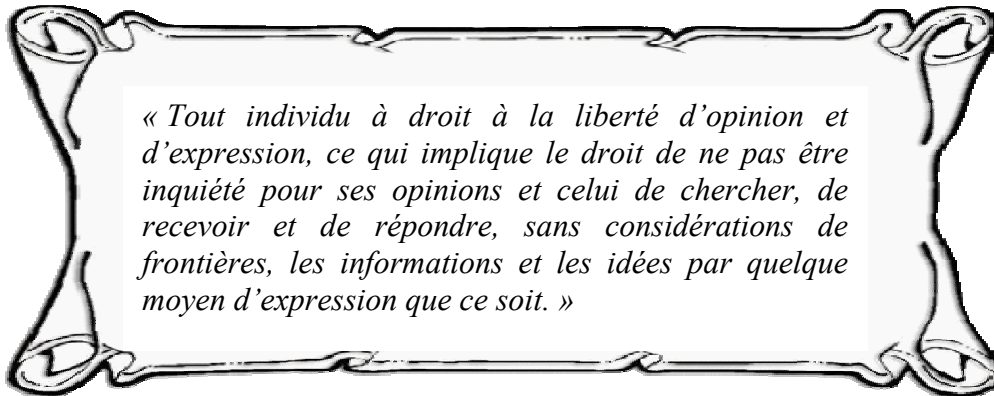 « Tout individu à droit à la liberté d’opinion et
d’expression, ce qui implique le droit de ne pas être
inquiété pour ses opinions et celui de chercher, de
recevoir et de répondre, sans considérations de
frontières, les informations et les idées par quelque
moyen d’expression que ce soit. »